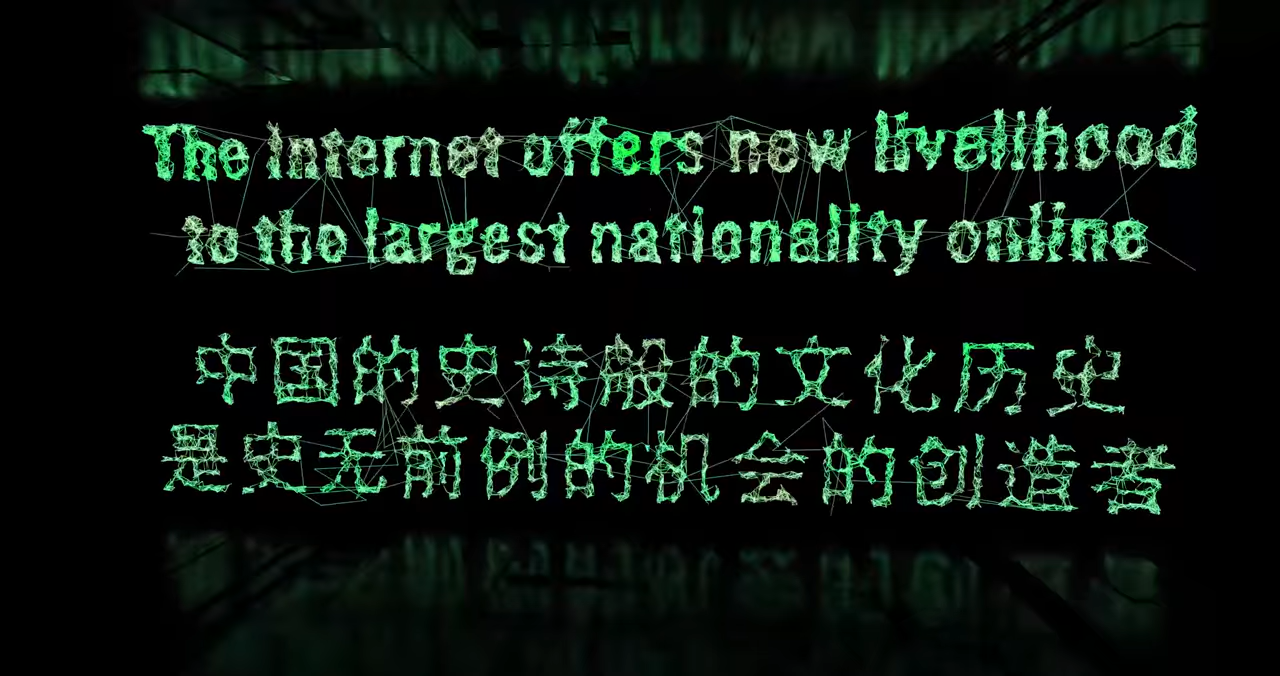 The internet offers new livelihood
to the largest nationality online
中国的史诗般的文化历史
是史无前例的机会的创造者